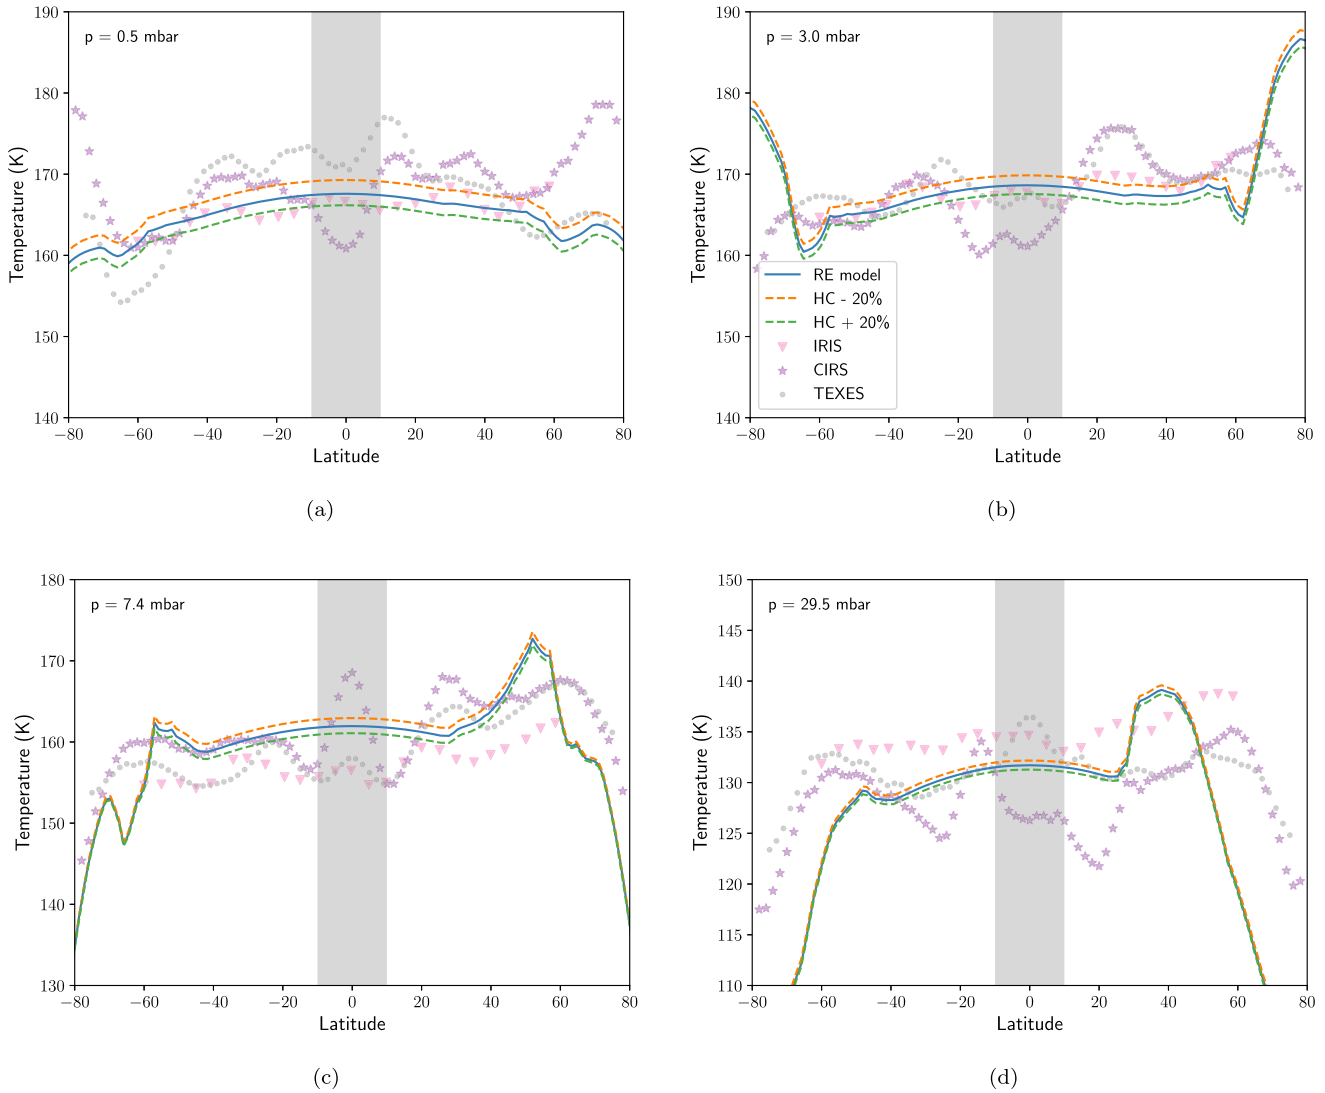 p = 0.5 mbar
190
180
170
160
150
140
Temperature (K)
−80 −60 −40 −20 0 20 40 60 80
Latitude
(a)
p = 3.0 mbar
190
180
170
160
150
140
Temperature (K)
RE model
HC - 20%
HC + 20%
IRIS
CIRS
TEXES
−80 −60 −40 −20 0 20 40 60 80
Latitude
(b)
p = 7.4 mbar
180
170
160
150
140
130
Temperature (K)
−80 −60 −40 −20 0 20 40 60 80
Latitude
(c)
p = 29.5 mbar
150
145
140
135
130
125
120
115
110
Temperature (K)
−80 −60 −40 −20 0 20 40 60 80
Latitude
(d)